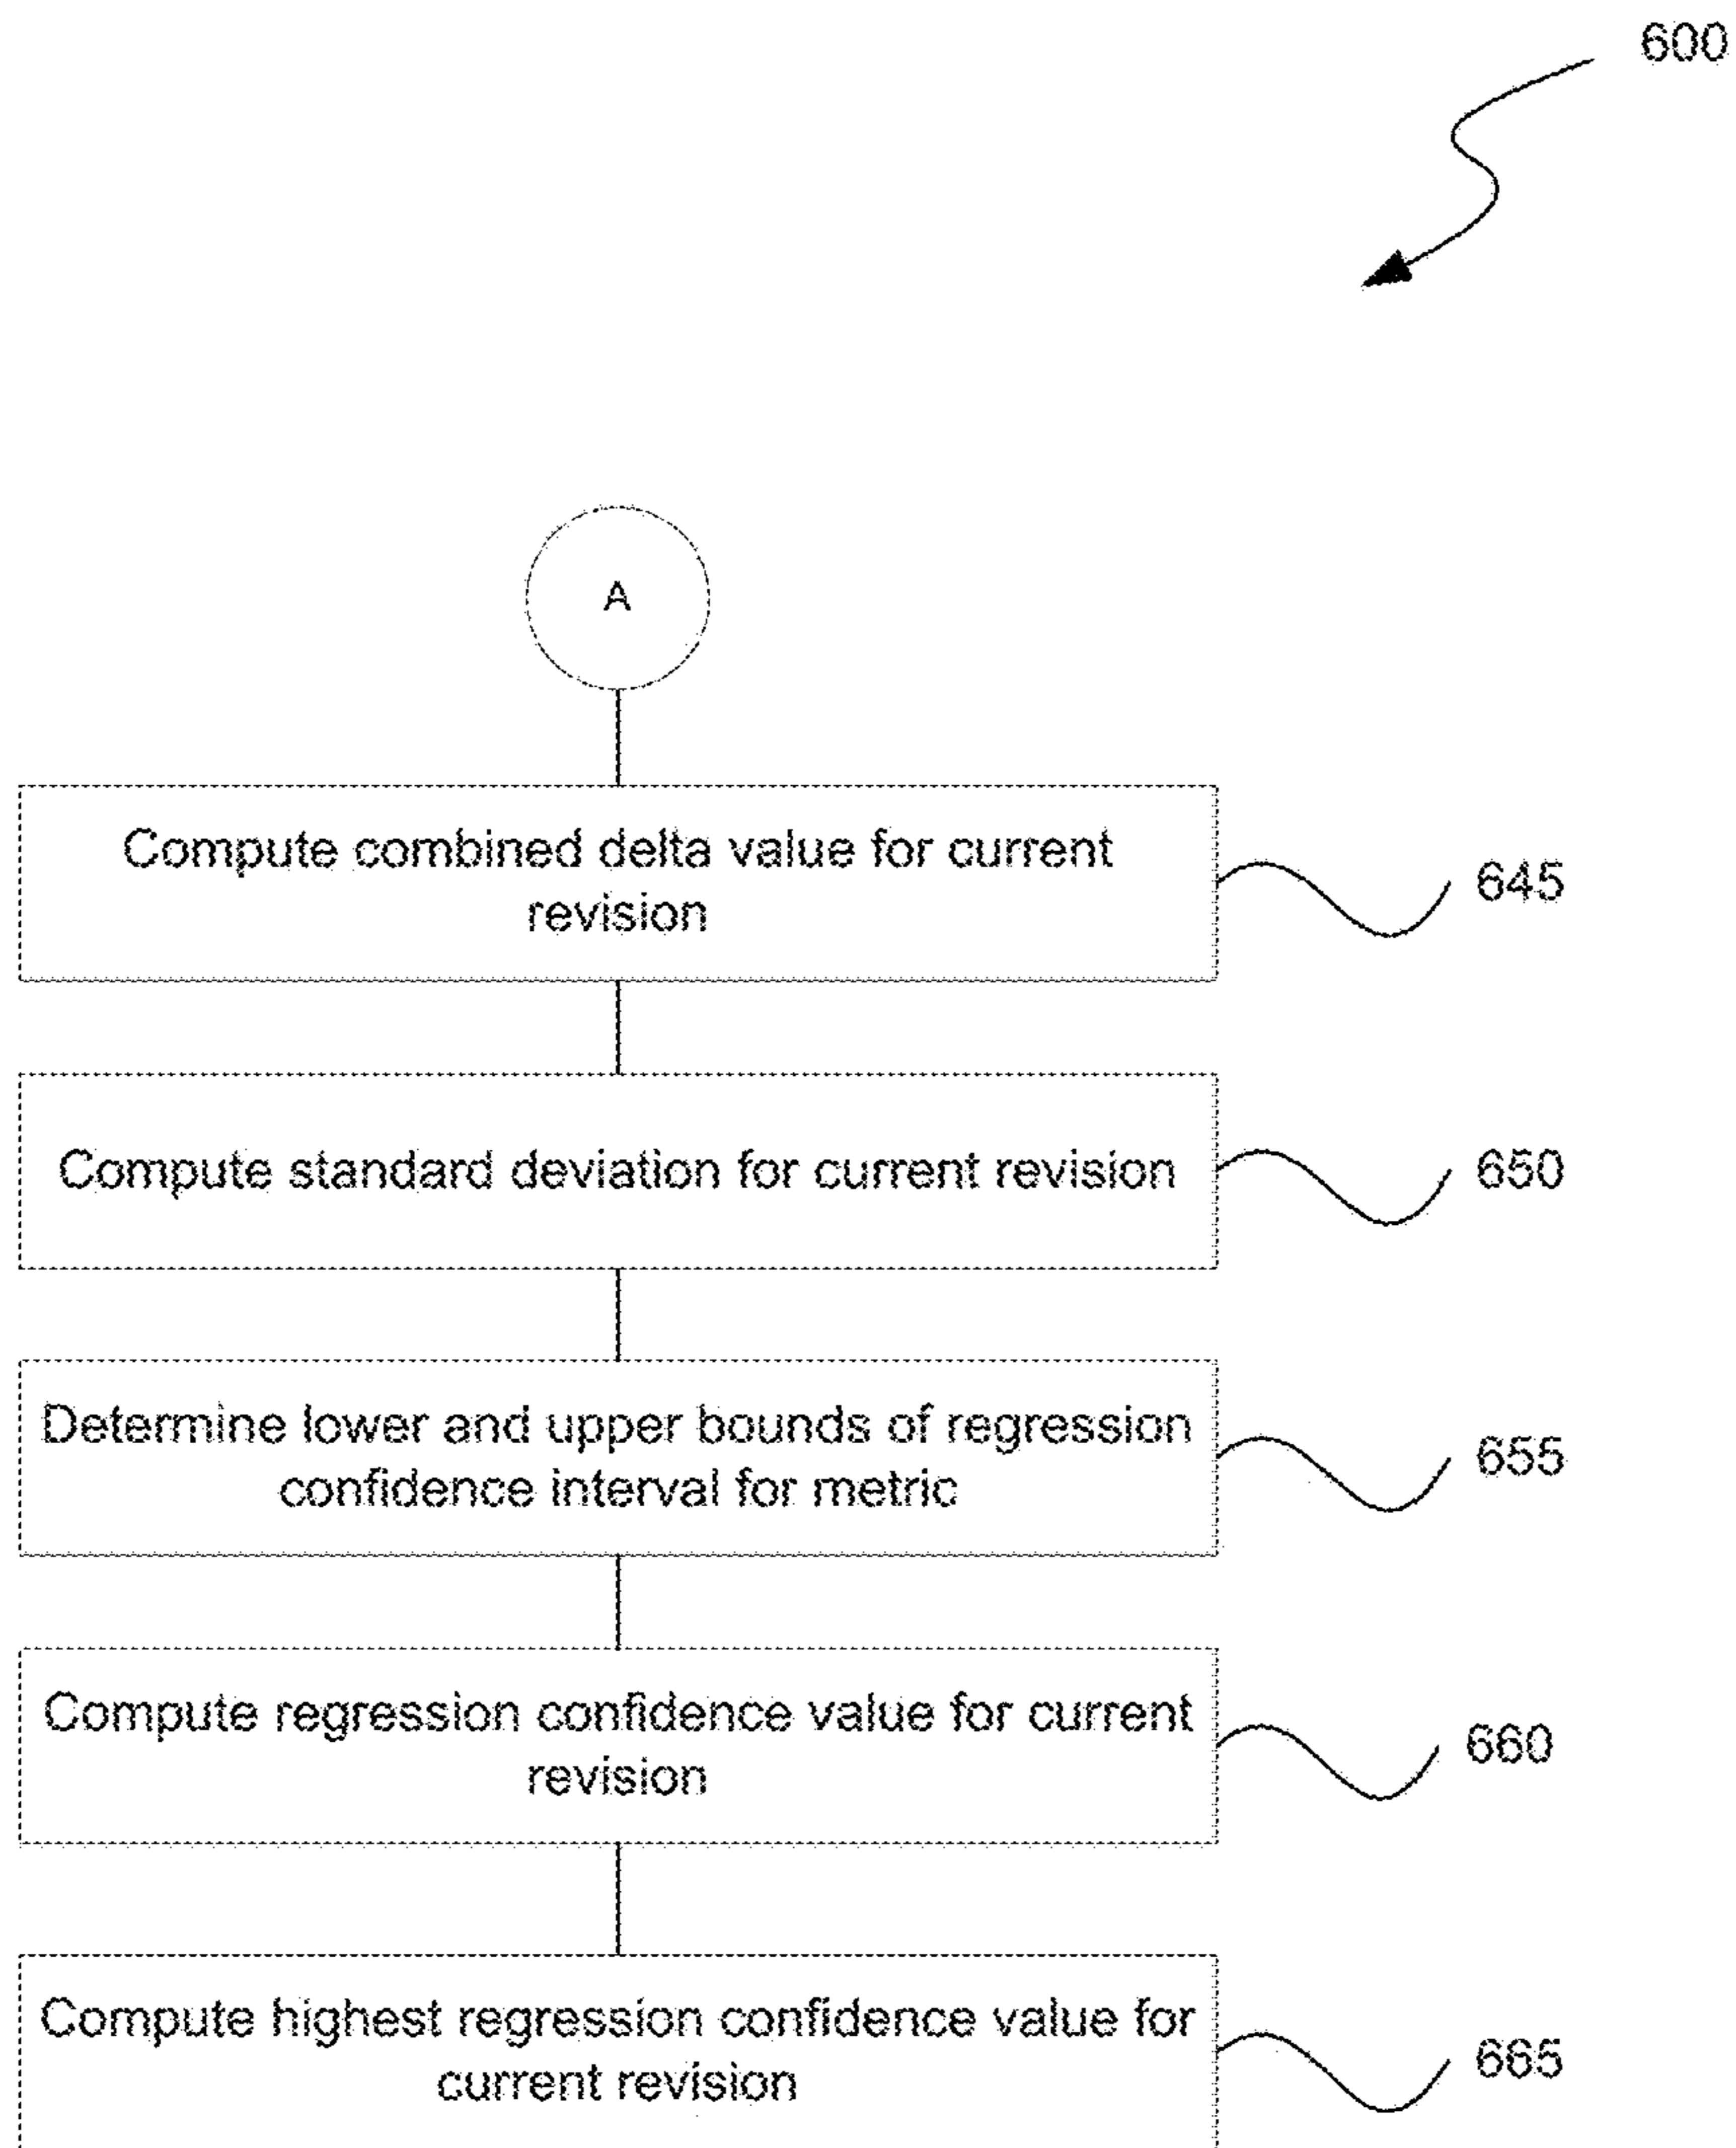 600
A
Compute combined delta value for current
revision
645
Compute standard deviation for current revision
650
Determine lower and upper bounds of regression
confidence interval for metric
655
Compute regression confidence value for current
revision
660
Compute highest regression confidence value for
current revision
665